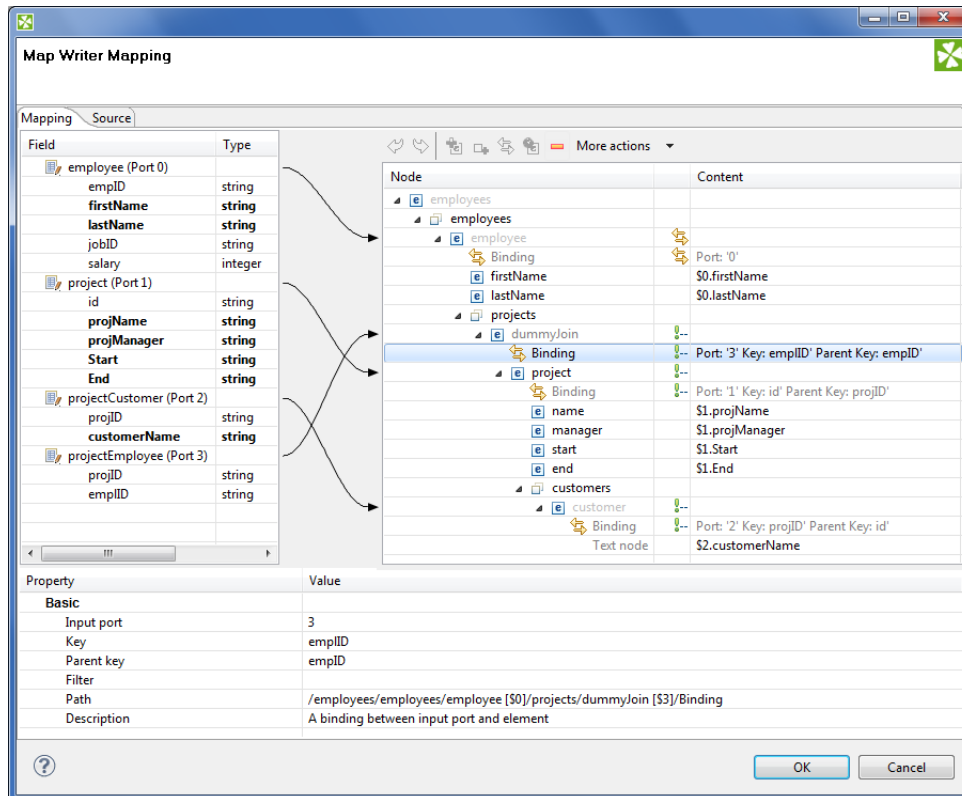 Map Writer Mapping
Mapping Source
Field Type
employee (Port 0)
empID string
firstName string
lastName string
jobID string
salary integer
project (Port 1)
id string
projName string
projManager string
Start string
End string
projectCustomer (Port 2)
projID string
customerName string
projectEmployee (Port 3)
projID string
emplID string
More actions
Node Content
employees
employees
employee
Binding Port: '0'
firstName $0.firstName
lastName $0.lastName
projects
dummyJoin
Binding Port: '3' Key: emplID' Parent Key: empID'
project
Binding Port: '1' Key: id' Parent Key: projID'
name $1.projName
manager $1.projManager
start $1.Start
end $1.End
customers
customer
Binding Port: '2' Key: projID' Parent Key: id'
Text node $2.customerName
Property Value
Basic
Input port 3
Key emplID
Parent key empID
Filter
Path /employees/employees/employee [$0]/projects/dummyJoin [$3]/Binding
Description A binding between input port and element
OK Cancel